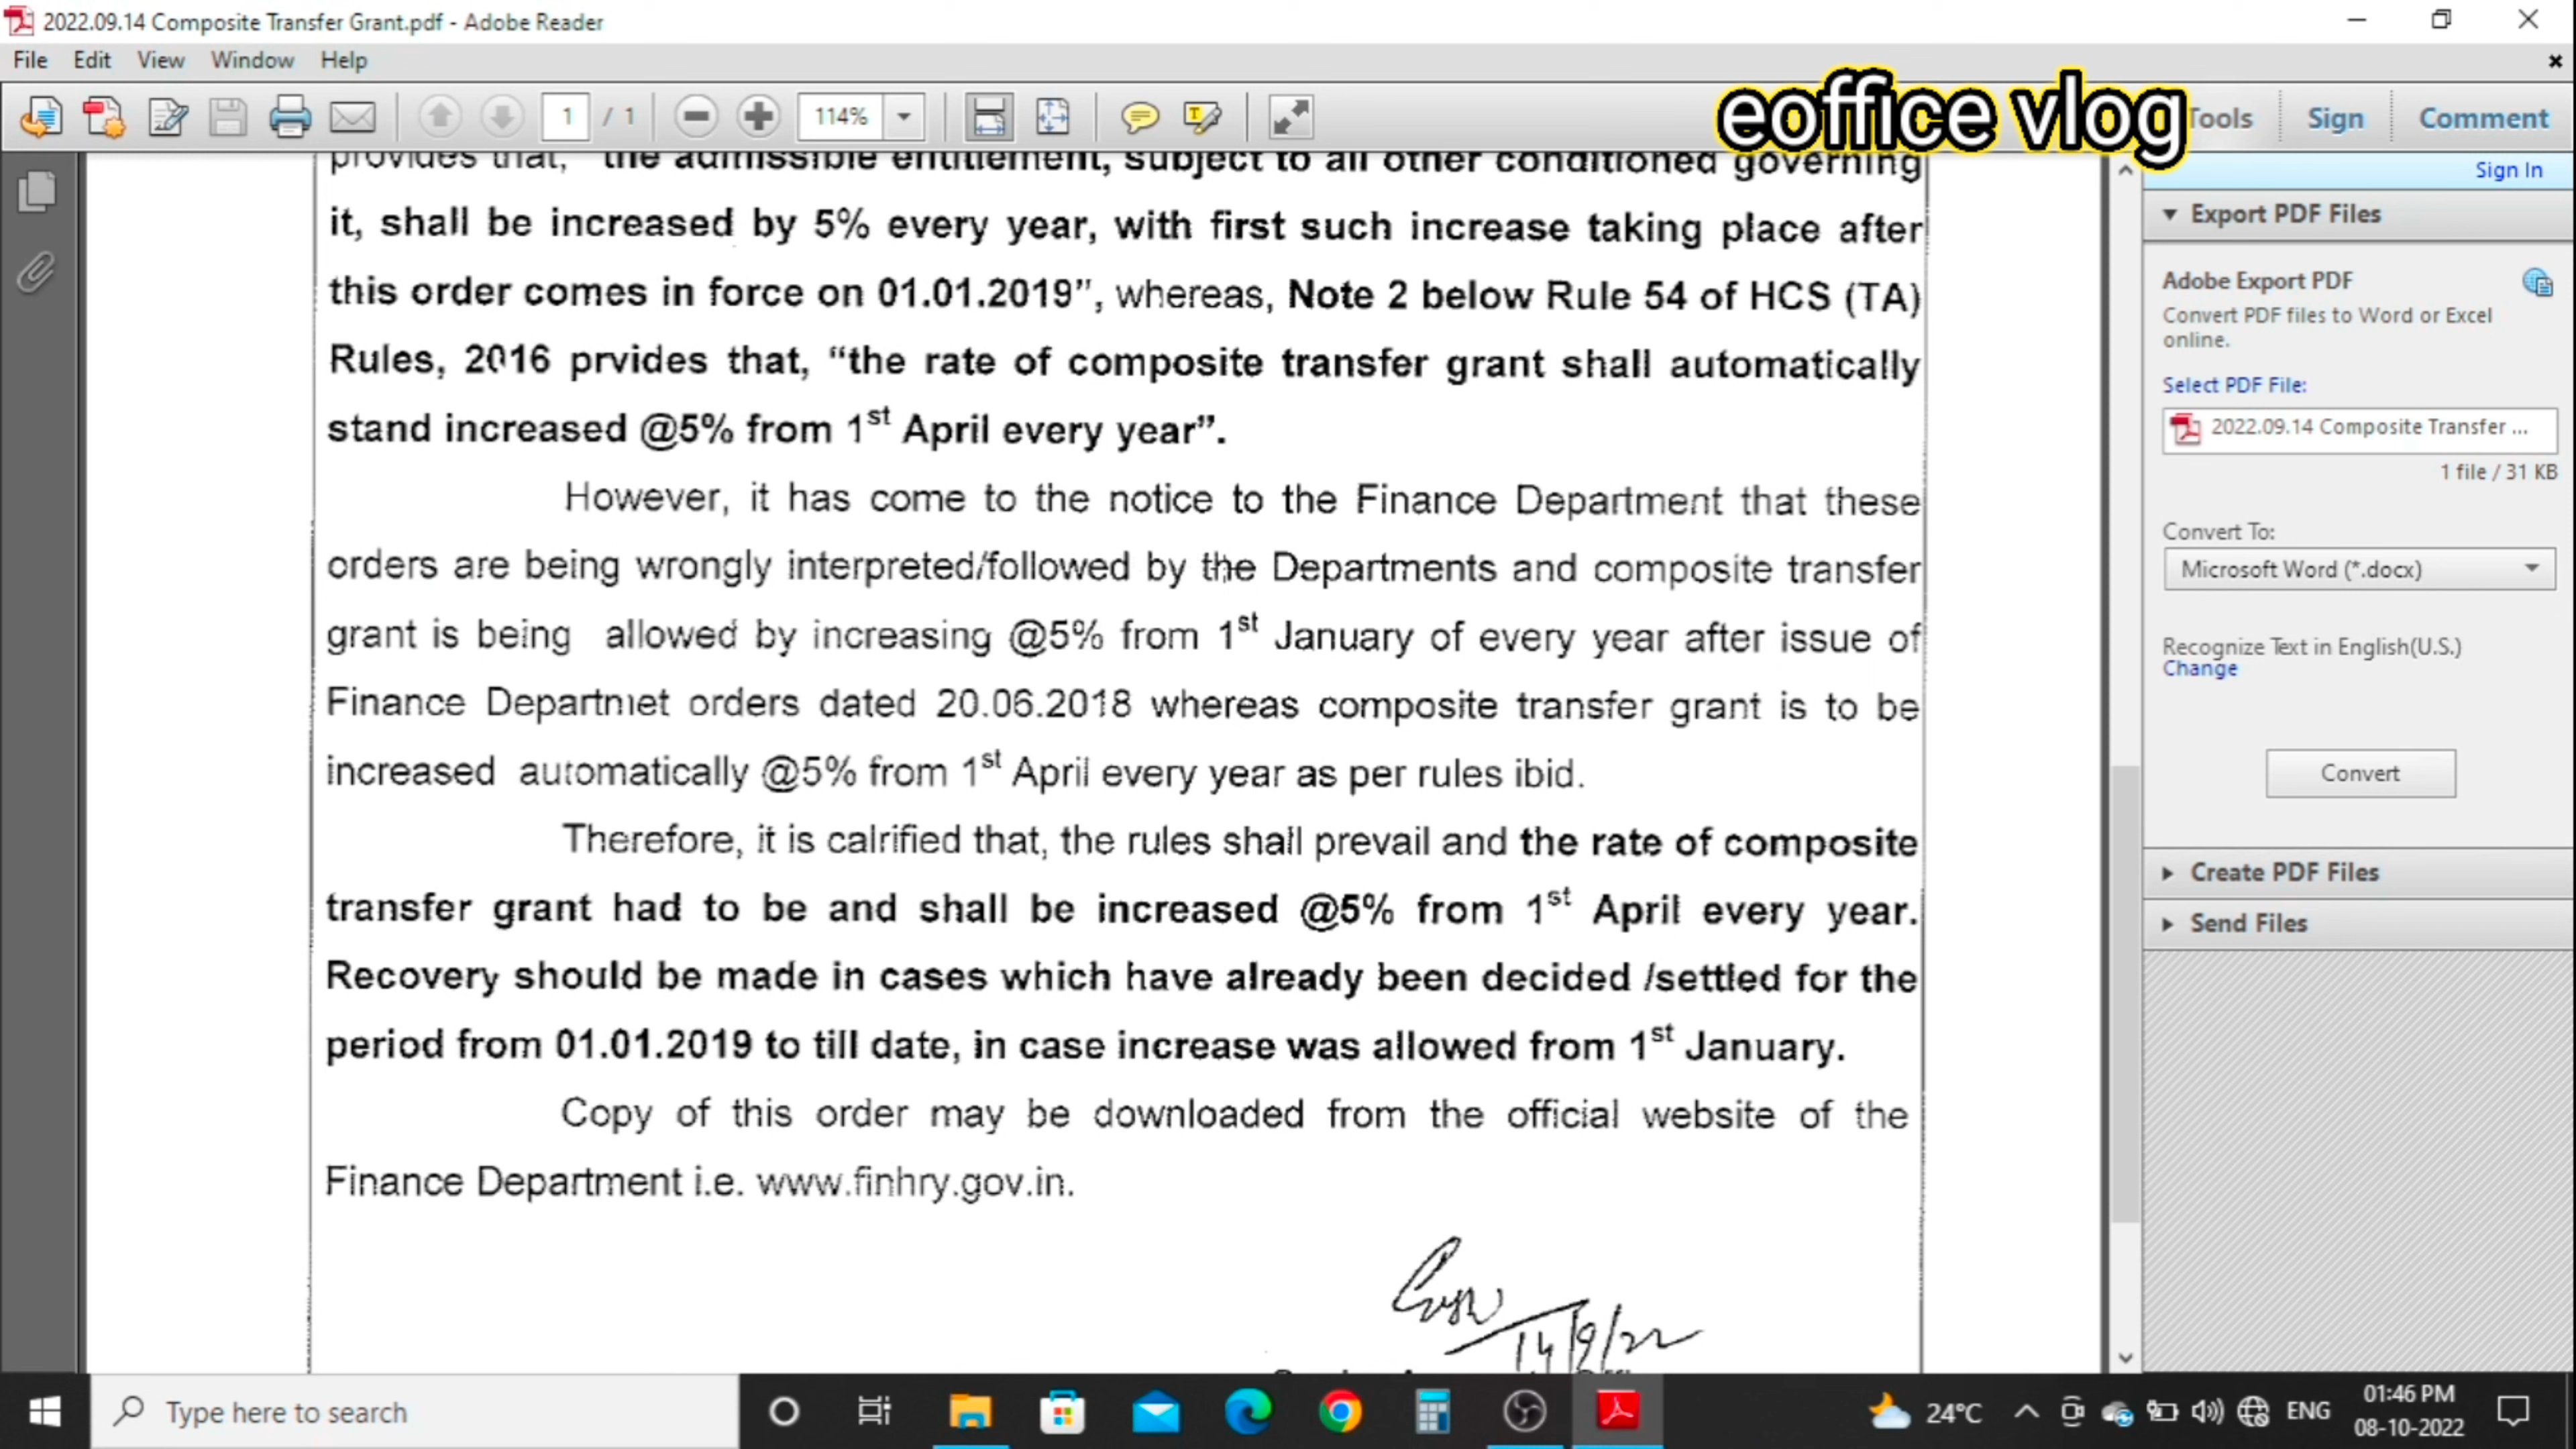 2022.09.14 Composite Transfer Grant.pdf - Adobe Reader
File Edit View Window Help
1 / 1 114% eoffice vlog Tools Sign Comment
Sign In
provides that, "the admissible entitlement, subject to all other conditioned governing
it, shall be increased by 5% every year, with first such increase taking place after
this order comes in force on 01.01.2019", whereas, Note 2 below Rule 54 of HCS (TA)
Rules, 2016 prvides that, "the rate of composite transfer grant shall automatically
stand increased @5% from 1st April every year".
However, it has come to the notice to the Finance Department that these
orders are being wrongly interpreted/followed by the Departments and composite transfer
grant is being allowed by increasing @5% from 1st January of every year after issue of
Finance Departmet orders dated 20.06.2018 whereas composite transfer grant is to be
increased automatically @5% from 1st April every year as per rules ibid.
Therefore, it is calrified that, the rules shall prevail and the rate of composite
transfer grant had to be and shall be increased @5% from 1st April every year.
Recovery should be made in cases which have already been decided /settled for the
period from 01.01.2019 to till date, in case increase was allowed from 1st January.
Copy of this order may be downloaded from the official website of the
Finance Department i.e. www.finhry.gov.in.
14/9/22
Export PDF Files
Adobe Export PDF
Convert PDF files to Word or Excel
online.
Select PDF File:
2022.09.14 Composite Transfer ...
1 file / 31 KB
Convert To:
Microsoft Word (*.docx)
Recognize Text in English(U.S.)
Change
Convert
Create PDF Files
Send Files
Type here to search
24°C ENG 01:46 PM
08-10-2022